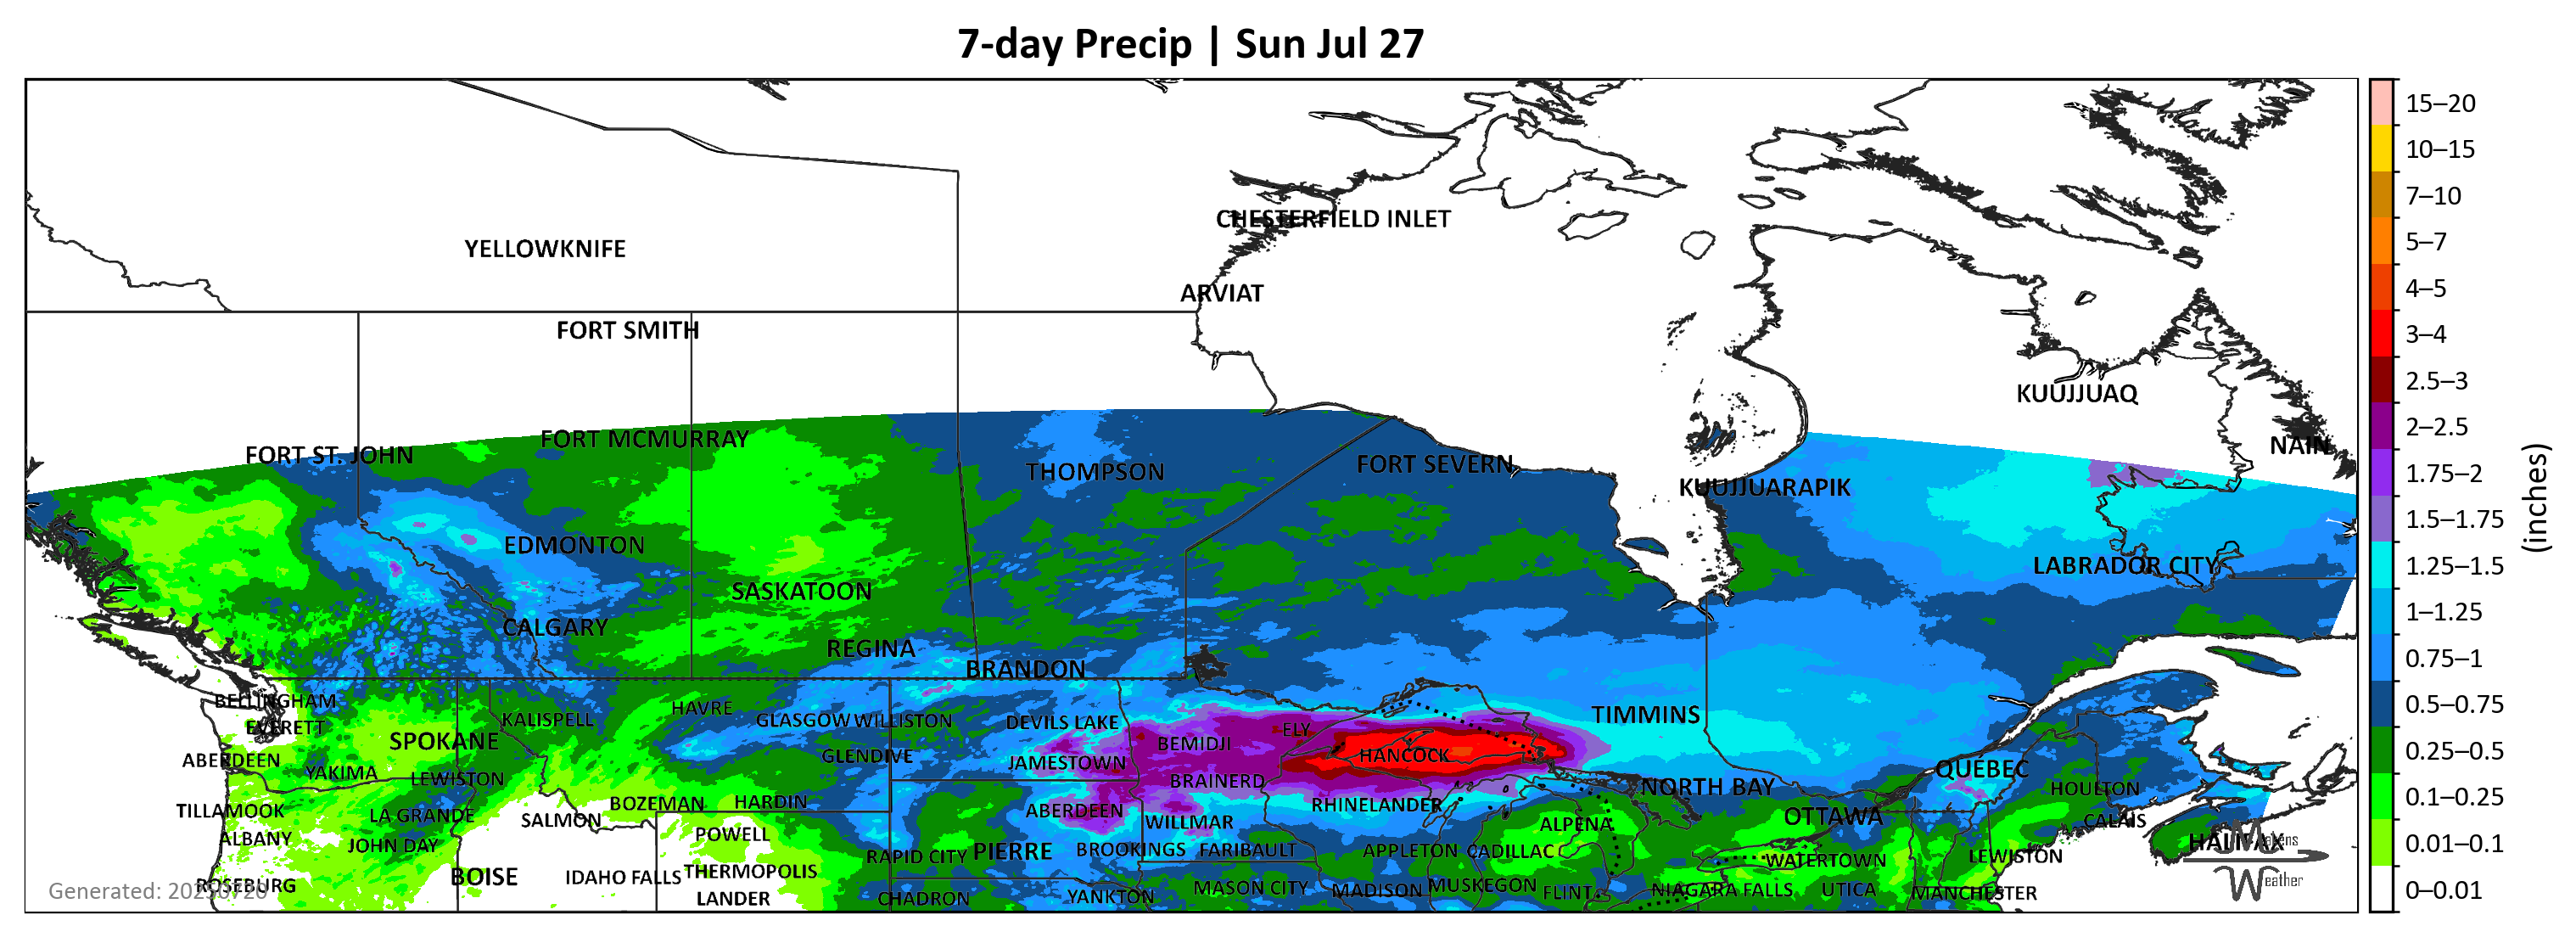 7-day Precip | Sun Jul 27
CHESTERFIELD INLET
YELLOWKNIFE
ARVIAT
FORT SMITH
KUUJJUAQ
FORT MCMURRAY
NAIN
FORT ST. JOHN
THOMPSON
FORT SEVERN
KUUJJUARAPIK
EDMONTON
LABRADOR CITY
SASKATOON
CALGARY
REGINA
BRANDON
BELLINGHAM
HAVRE
TIMMINS
KALISPELL
GLASGOW
WILLISTON
DEVILS LAKE
EVERETT
ELY
SPOKANE
BEMIDJI
HANCOCK
ABERDEEN
GLENDIVE
JAMESTOWN
QUEBEC
YAKIMA
LEWISTON
BRAINERD
NORTH BAY
HOULTON
TILLAMOOK
BOZEMAN
HARDIN
ABERDEEN
RHINELANDER
LA GRANDE
SALMON
WILLMAR
ALPENA
OTTAWA
CALAIS
ALBANY
POWELL
HALIFAX
JOHN DAY
RAPID CITY
PIERRE
BROOKINGS
FARIBAULT
APPLETON
CADILLAC
WATERTOWN
LEWISTON
BOISE
IDAHO FALLS
THERMOPOLIS
ROSEBURG
MASON CITY
MADISON
MUSKEGON
FLINT
NIAGARA FALLS
UTICA
MANCHESTER
LANDER
CHADRON
YANKTON
Generated: 20250720
Weather
15–20
10–15
7–10
5–7
4–5
3–4
2.5–3
2–2.5
1.75–2
1.5–1.75
1.25–1.5
1–1.25
0.75–1
0.5–0.75
0.25–0.5
0.1–0.25
0.01–0.1
0–0.01
(inches)